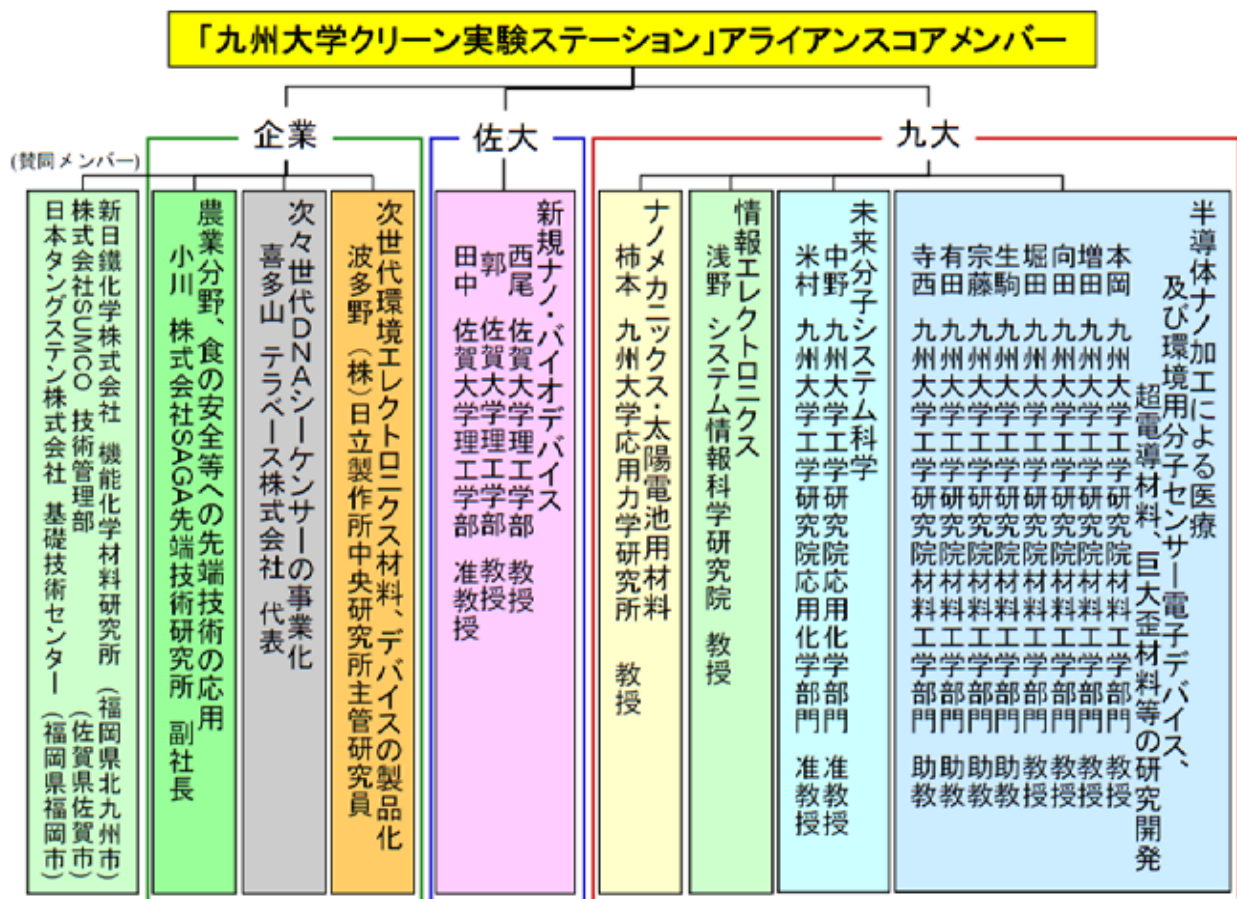 「九州大学クリーン実験ステーション」アライアンスコアメンバー
九大
半導体ナノ加工による医療
及び環境用分子センサー電子デバイス、
超電導材料、巨大歪材料等の研究開発
本岡 九州大学工学研究院材料工学部門 教授
増田 九州大学工学研究院材料工学部門 教授
向田 九州大学工学研究院材料工学部門 教授
堀田 九州大学工学研究院材料工学部門 教授
生駒 九州大学工学研究院材料工学部門 助教
宗藤 九州大学工学研究院材料工学部門 助教
有田 九州大学工学研究院材料工学部門 助教
寺西 九州大学工学研究院材料工学部門 助教
未来分子システム科学
中野 九州大学工学研究院応用化学部門 准教授
米村 九州大学工学研究院応用化学部門 准教授
情報エレクトロニクス
浅野 システム情報科学研究院 教授
ナノメカニックス・太陽電池用材料
柿本 九州大学応用力学研究所 教授
佐大
新規ナノ・バイオデバイス
西尾 佐賀大学理工学部 教授
郭 佐賀大学理工学部 教授
田中 佐賀大学理工学部 准教授
企業
次世代環境エレクトロニクス材料、デバイスの製品化
波多野 (株)日立製作所中央研究所主管研究員
次々世代DNAシーケンサーの事業化
喜多山 テラベース株式会社 代表
農業分野、食の安全等への先端技術の応用
小川 株式会社SAGA先端技術研究所 副社長
(賛同メンバー)
新日鐵化学株式会社 機能化学材料研究所 (福岡県北九州市)
株式会社SUMCO 技術管理部 (佐賀県佐賀市)
日本タングステン株式会社 基礎技術センター (福岡県福岡市)